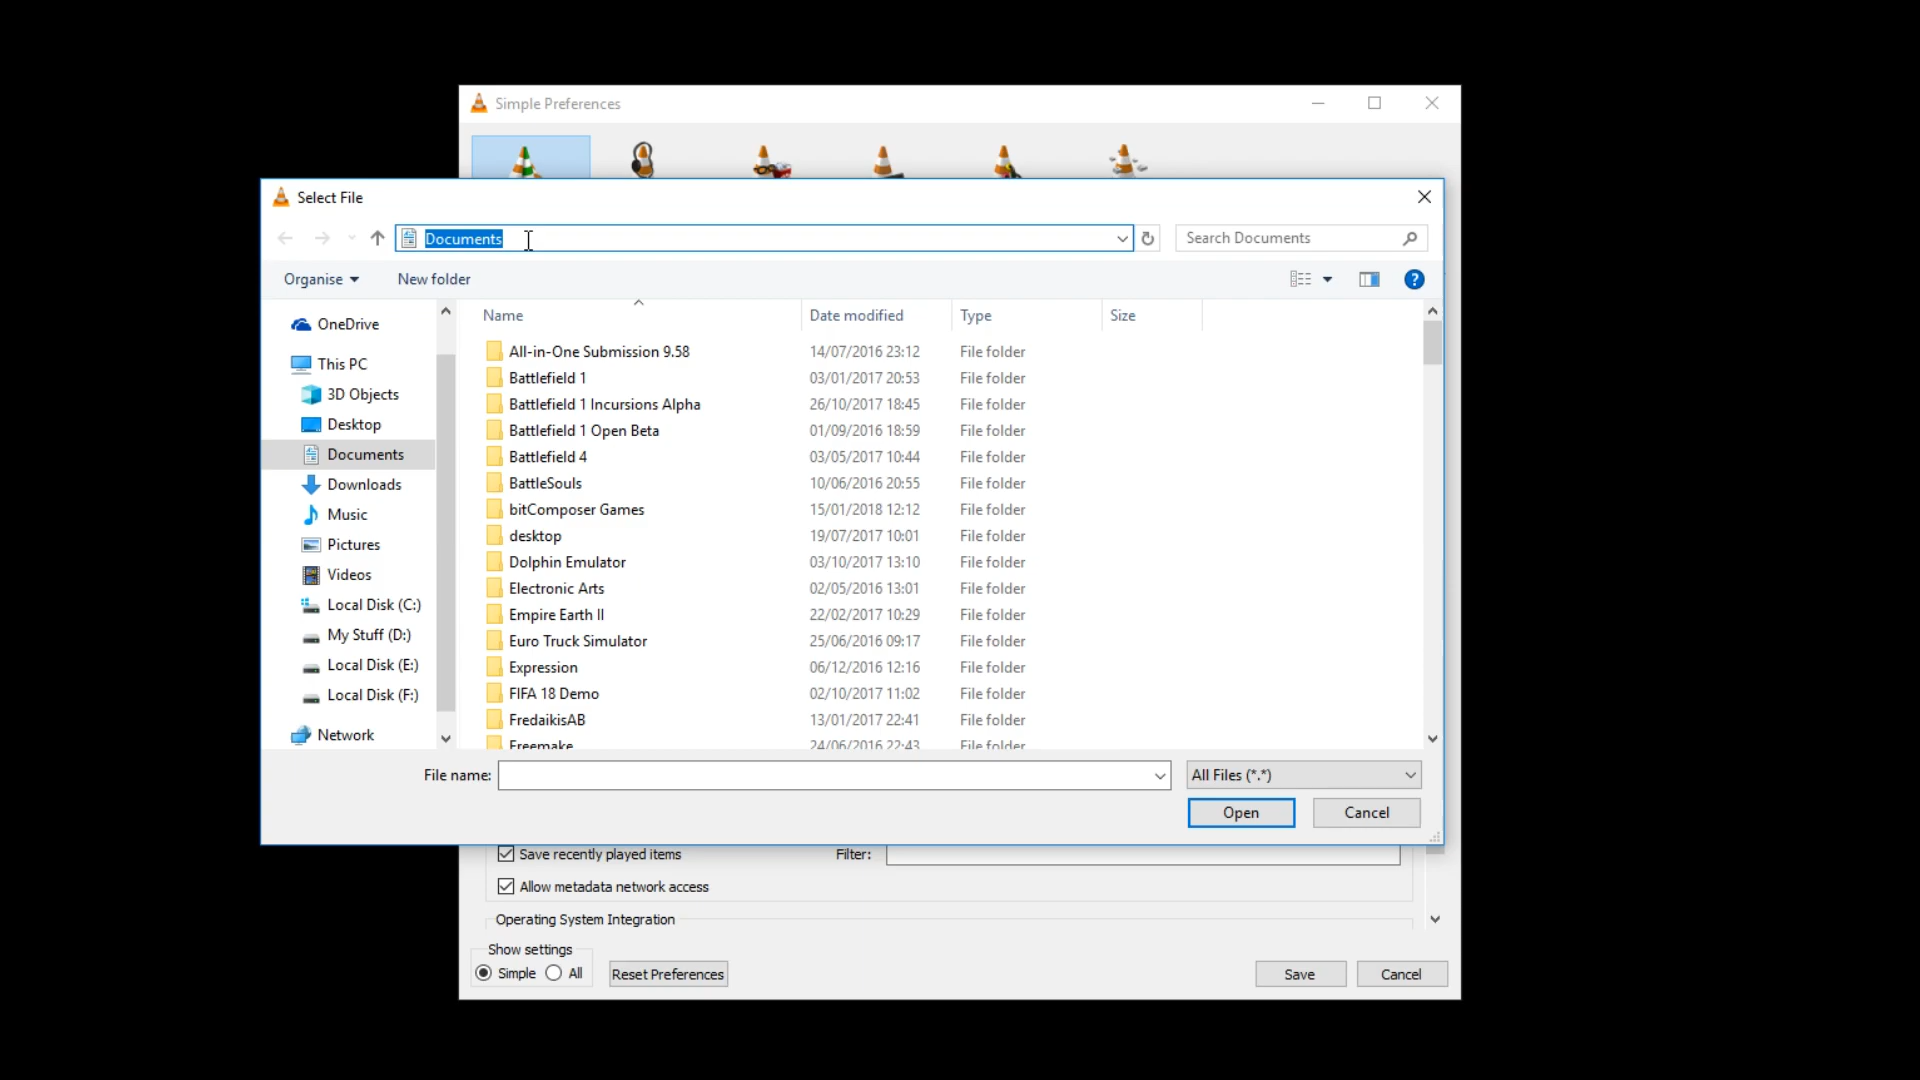 Simple Preferences
Select File
Documents
Search Documents
Organise
New folder
Name Date modified Type Size
OneDrive
This PC
3D Objects
Desktop
Documents
Downloads
Music
Pictures
Videos
Local Disk (C:)
My Stuff (D:)
Local Disk (E:)
Local Disk (F:)
Network
All-in-One Submission 9.58 14/07/2016 23:12 File folder
Battlefield 1 03/01/2017 20:53 File folder
Battlefield 1 Incursions Alpha 26/10/2017 18:45 File folder
Battlefield 1 Open Beta 01/09/2016 18:59 File folder
Battlefield 4 03/05/2017 10:44 File folder
BattleSouls 10/06/2016 20:55 File folder
bitComposer Games 15/01/2018 12:12 File folder
desktop 19/07/2017 10:01 File folder
Dolphin Emulator 03/10/2017 13:10 File folder
Electronic Arts 02/05/2016 13:01 File folder
Empire Earth II 22/02/2017 10:29 File folder
Euro Truck Simulator 25/06/2016 09:17 File folder
Expression 06/12/2016 12:16 File folder
FIFA 18 Demo 02/10/2017 11:02 File folder
FredaikisAB 13/01/2017 22:41 File folder
Freemake 24/06/2016 22:43 File folder
File name: All Files (*.*)
Open Cancel
Save recently played items Filter:
Allow metadata network access
Operating System Integration
Show settings
Simple All Reset Preferences Save Cancel